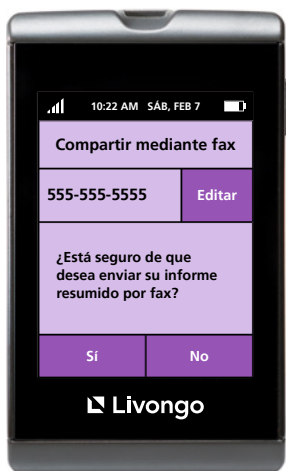 10:22 AM SÁB, FEB 7
Compartir mediante fax
555-555-5555 Editar
¿Está seguro de que
desea enviar su informe
resumido por fax?
Sí No
Livongo